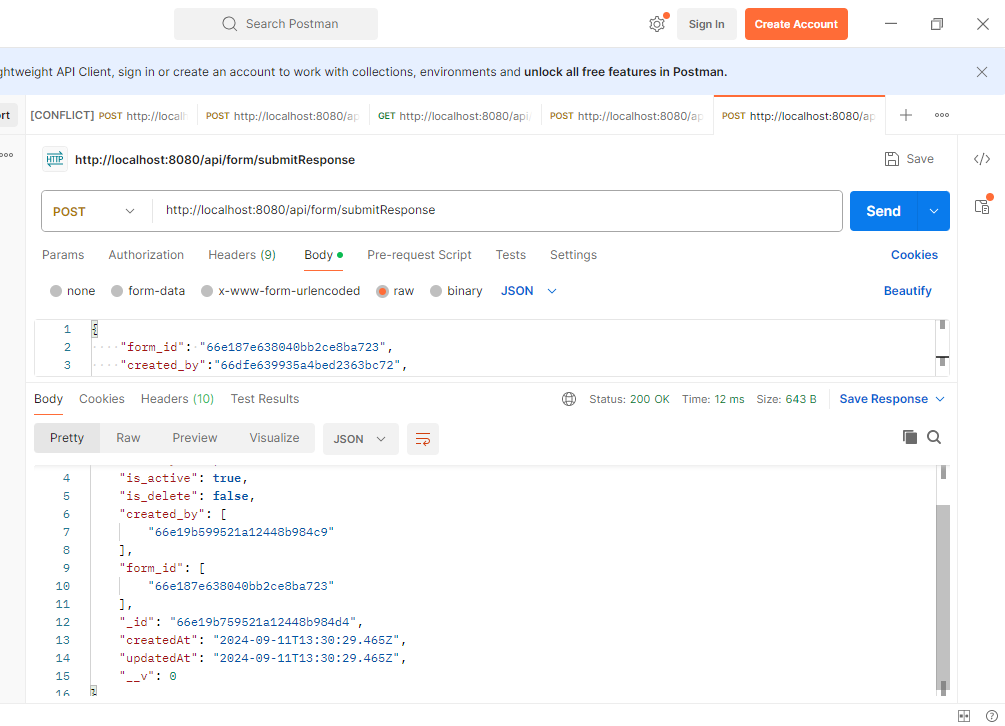 Search Postman
Sign In
Create Account
ghtweight API Client, sign in or create an account to work with collections, environments and unlock all free features in Postman.
rt
[CONFLICT] POST http://local
POST http://localhost:8080/ap
GET http://localhost:8080/api
POST http://localhost:8080/ap
POST http://localhost:8080/ap
HTTP
http://localhost:8080/api/form/submitResponse
Save
POST
http://localhost:8080/api/form/submitResponse
Send
Params Authorization Headers (9) Body Pre-request Script Tests Settings Cookies
none form-data x-www-form-urlencoded raw binary JSON Beautify
1 {
2 "form_id": "66e187e638040bb2ce8ba723",
3 "created_by":"66dfe639935a4bed2363bc72",
Body Cookies Headers (10) Test Results
Status: 200 OK Time: 12 ms Size: 643 B Save Response
Pretty Raw Preview Visualize JSON
4 "is_active": true,
5 "is_delete": false,
6 "created_by": [
7 "66e19b599521a12448b984c9"
8 ],
9 "form_id": [
10 "66e187e638040bb2ce8ba723"
11 ],
12 "_id": "66e19b759521a12448b984d4",
13 "createdAt": "2024-09-11T13:30:29.465Z",
14 "updatedAt": "2024-09-11T13:30:29.465Z",
15 "__v": 0
16 }